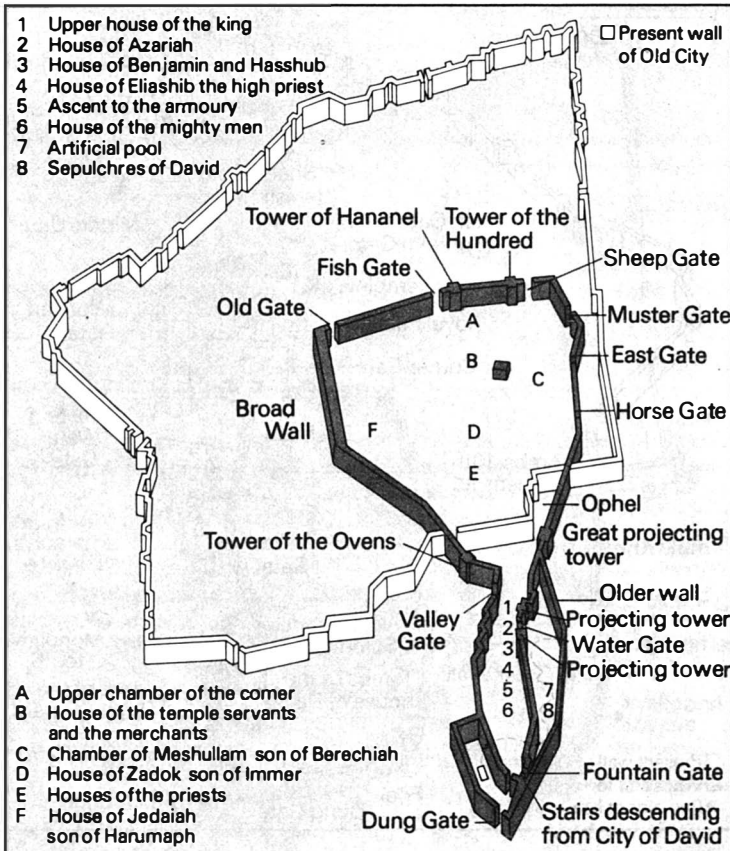 1 Upper house of the king
2 House of Azariah
3 House of Benjamin and Hasshub
4 House of Eliashib the high priest
5 Ascent to the armoury
6 House of the mighty men
7 Artificial pool
8 Sepulchres of David
Present wall
of Old City
Tower of Hananel
Tower of the
Hundred
Fish Gate
Sheep Gate
Old Gate
Muster Gate
A
East Gate
B
C
Horse Gate
Broad
Wall
F
D
E
Ophel
Great projecting
tower
Tower of the Ovens
Older wall
Valley
Gate
1
Projecting tower
2
Water Gate
3
Projecting tower
4
5
6
7
8
A Upper chamber of the corner
B House of the temple servants
and the merchants
C Chamber of Meshullam son of Berechiah
D House of Zadok son of Immer
E Houses of the priests
F House of Jedaiah
son of Harumaph
Fountain Gate
Stairs descending
from City of David
Dung Gate